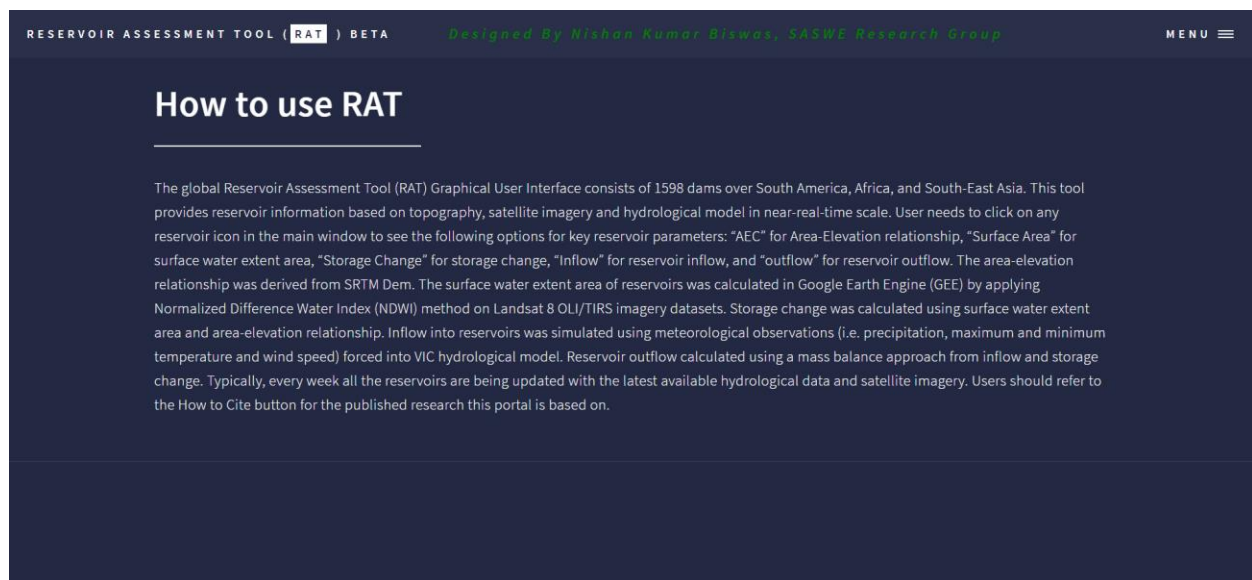 RESERVOIR ASSESSMENT TOOL ( RAT ) BETA
Designed By Nishan Kumar Biswas, SASWE Research Group
MENU
How to use RAT
The global Reservoir Assessment Tool (RAT) Graphical User Interface consists of 1598 dams over South America, Africa, and South-East Asia. This tool
provides reservoir information based on topography, satellite imagery and hydrological model in near-real-time scale. User needs to click on any
reservoir icon in the main window to see the following options for key reservoir parameters: “AEC” for Area-Elevation relationship, “Surface Area” for
surface water extent area, “Storage Change” for storage change, “Inflow” for reservoir inflow, and “outflow” for reservoir outflow. The area-elevation
relationship was derived from SRTM Dem. The surface water extent area of reservoirs was calculated in Google Earth Engine (GEE) by applying
Normalized Difference Water Index (NDWI) method on Landsat 8 OLI/TIRS imagery datasets. Storage change was calculated using surface water extent
area and area-elevation relationship. Inflow into reservoirs was simulated using meteorological observations (i.e. precipitation, maximum and minimum
temperature and wind speed) forced into VIC hydrological model. Reservoir outflow calculated using a mass balance approach from inflow and storage
change. Typically, every week all the reservoirs are being updated with the latest available hydrological data and satellite imagery. Users should refer to
the How to Cite button for the published research this portal is based on.